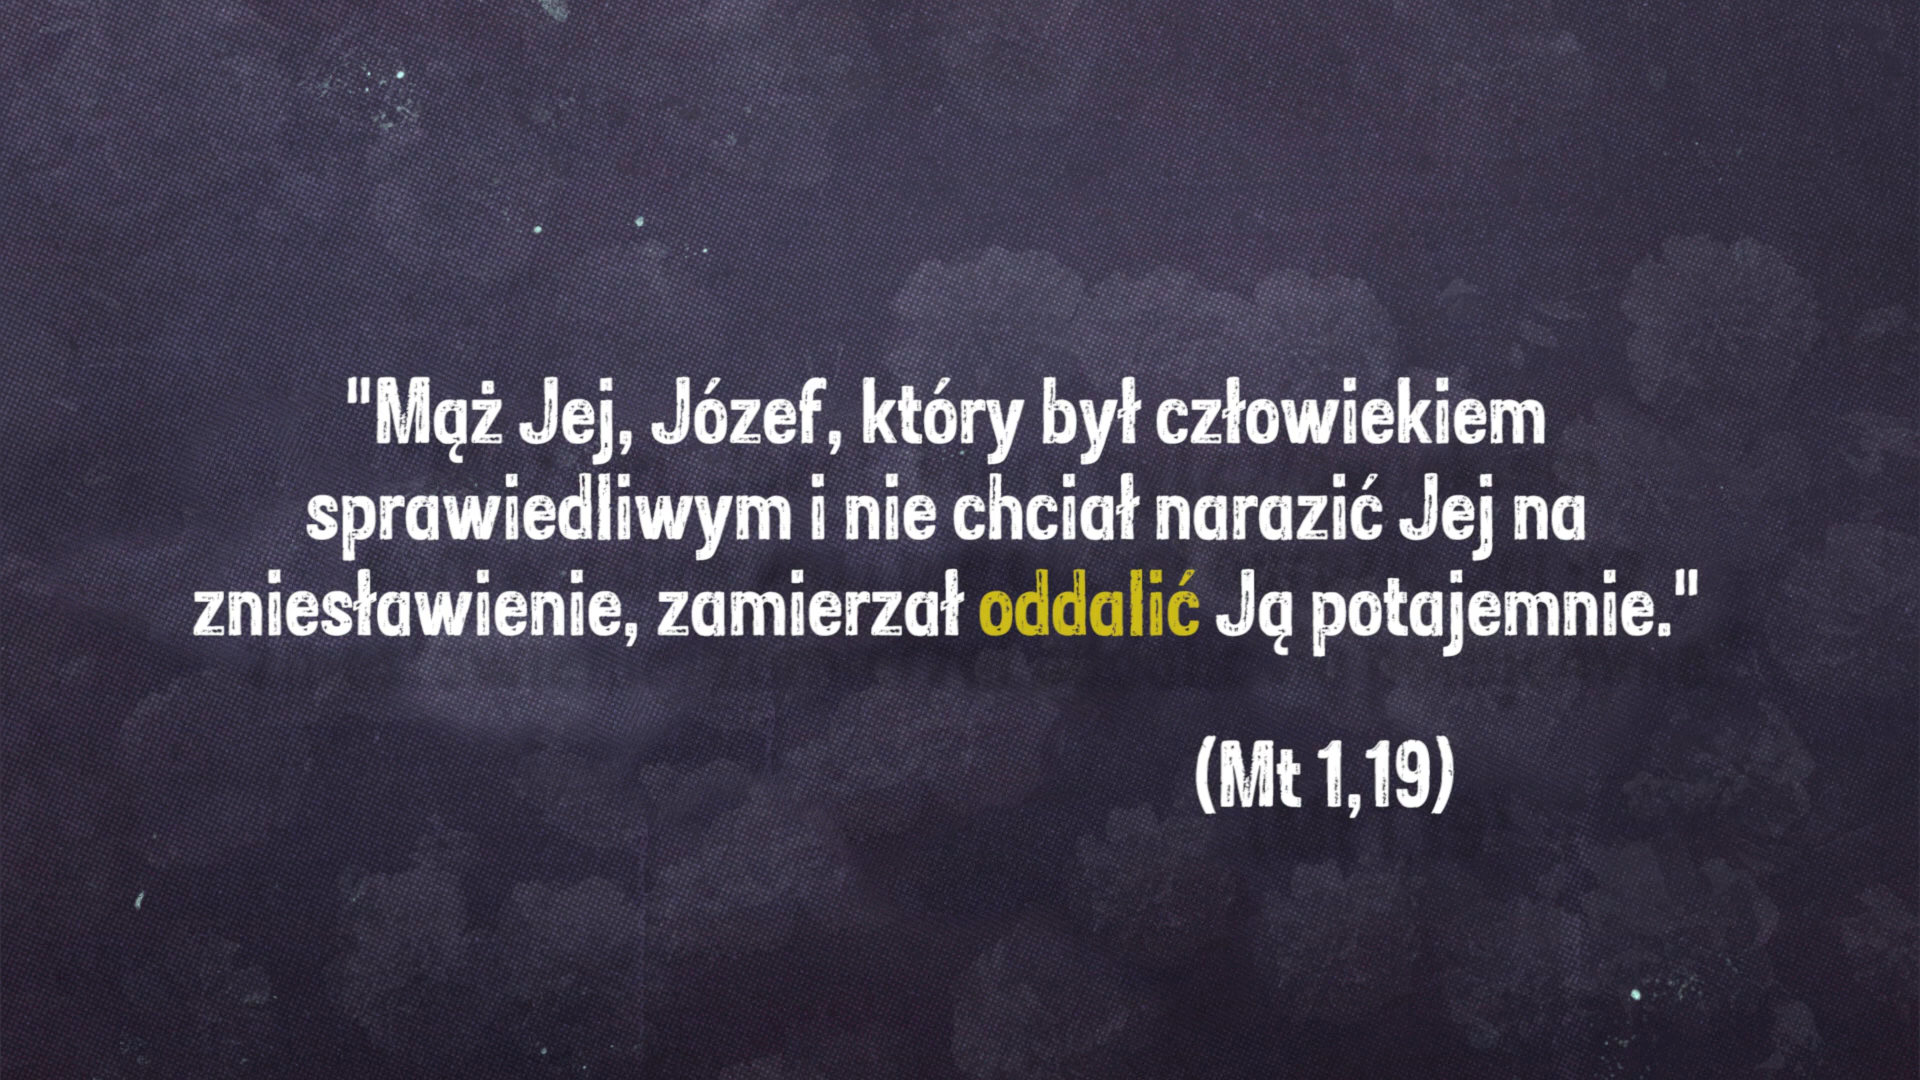 "Mąż Jej, Józef, który był człowiekiem
sprawiedliwym i nie chciał narazić Jej na
zniesławienie, zamierzał oddalić Ją potajemnie."
(Mt 1,19)